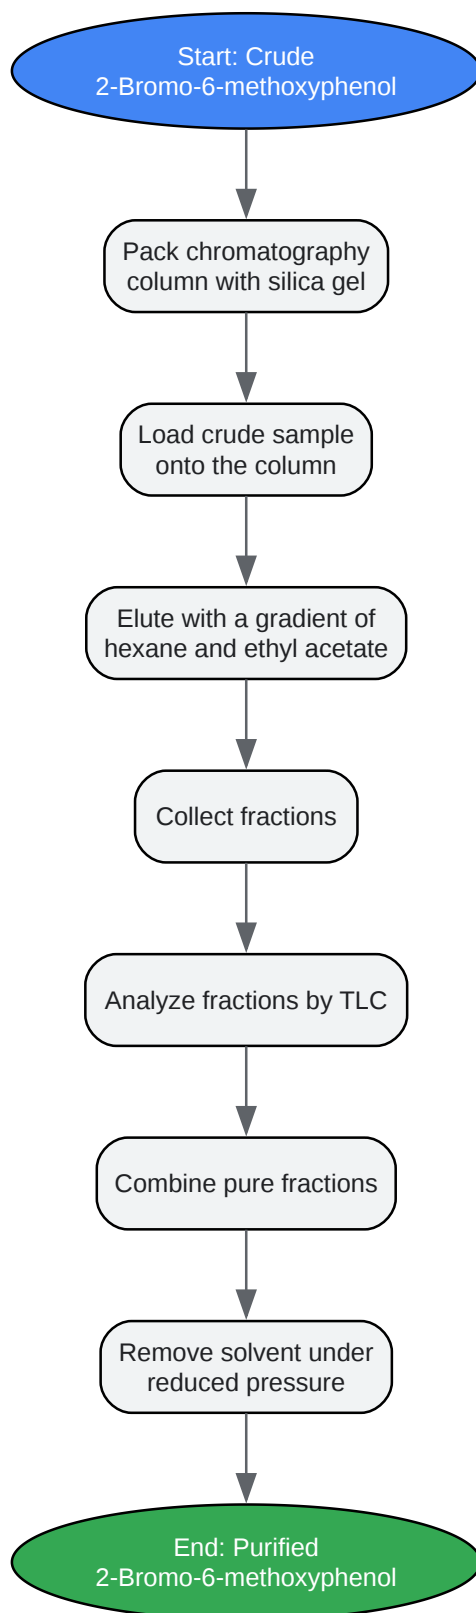 Start: Crude
2-Bromo-6-methoxyphenol
Pack chromatography
column with silica gel
Load crude sample
onto the column
Elute with a gradient of
hexane and ethyl acetate
Collect fractions
Analyze fractions by TLC
Combine pure fractions
Remove solvent under
reduced pressure
End: Purified
2-Bromo-6-methoxyphenol